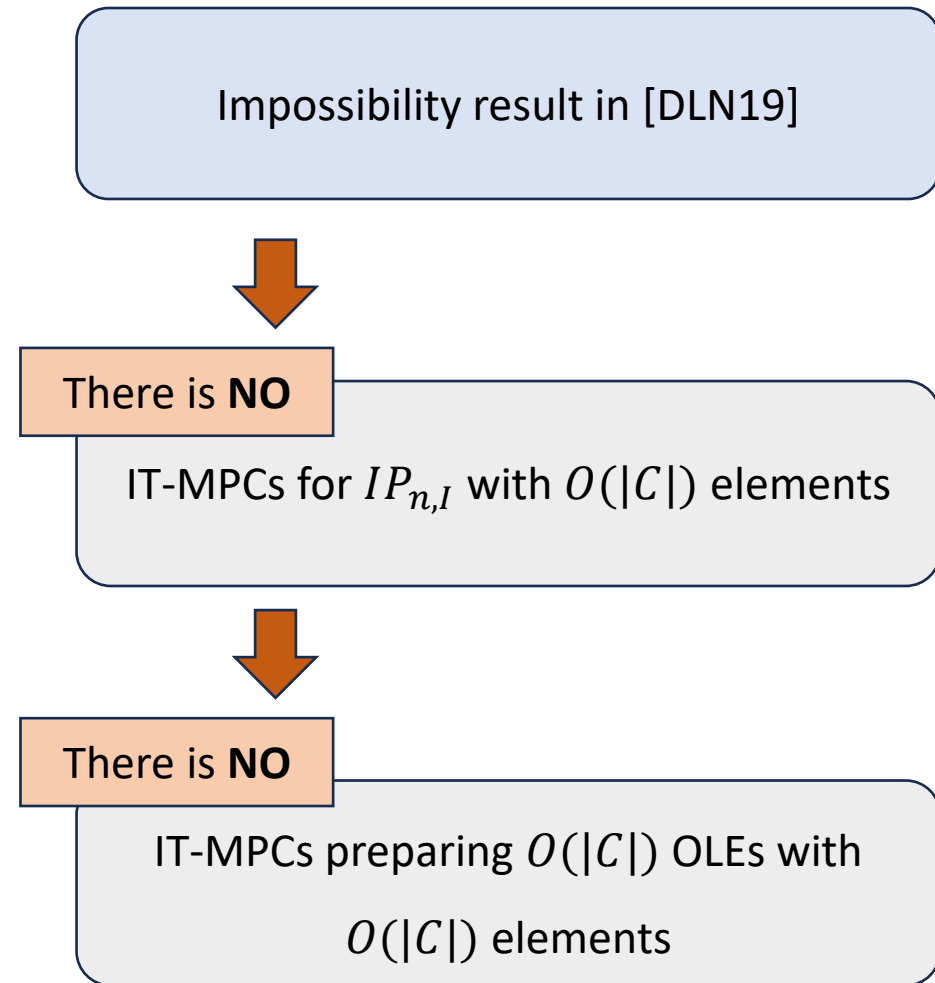 Impossibility result in [DLN19]
There is NO
IT-MPCs for $IP_{n,I}$ with $O(|C|)$ elements
There is NO
IT-MPCs preparing $O(|C|)$ OLEs with
$O(|C|)$ elements